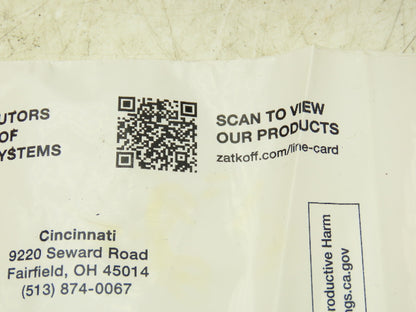 UTORS
OF
YSTEMS
SCAN TO VIEW
OUR PRODUCTS
zatkoff.com/line-card
Cincinnati
9220 Seward Road
Fairfield, OH 45014
(513) 874-0067
roductive Harm
ngs.ca.gov